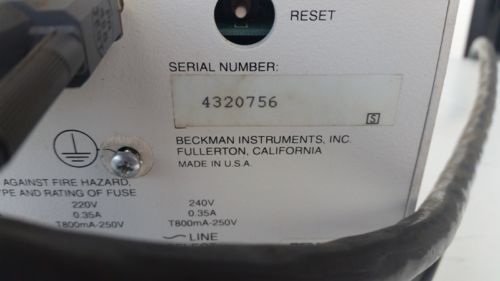 RESET
SERIAL NUMBER:
4320756
S
BECKMAN INSTRUMENTS, INC.
FULLERTON, CALIFORNIA
MADE IN U.S.A.
AGAINST FIRE HAZARD,
AND RATING OF FUSE
220V 240V
0.35A 0.35A
T800mA-250V T800mA-250V
LINE